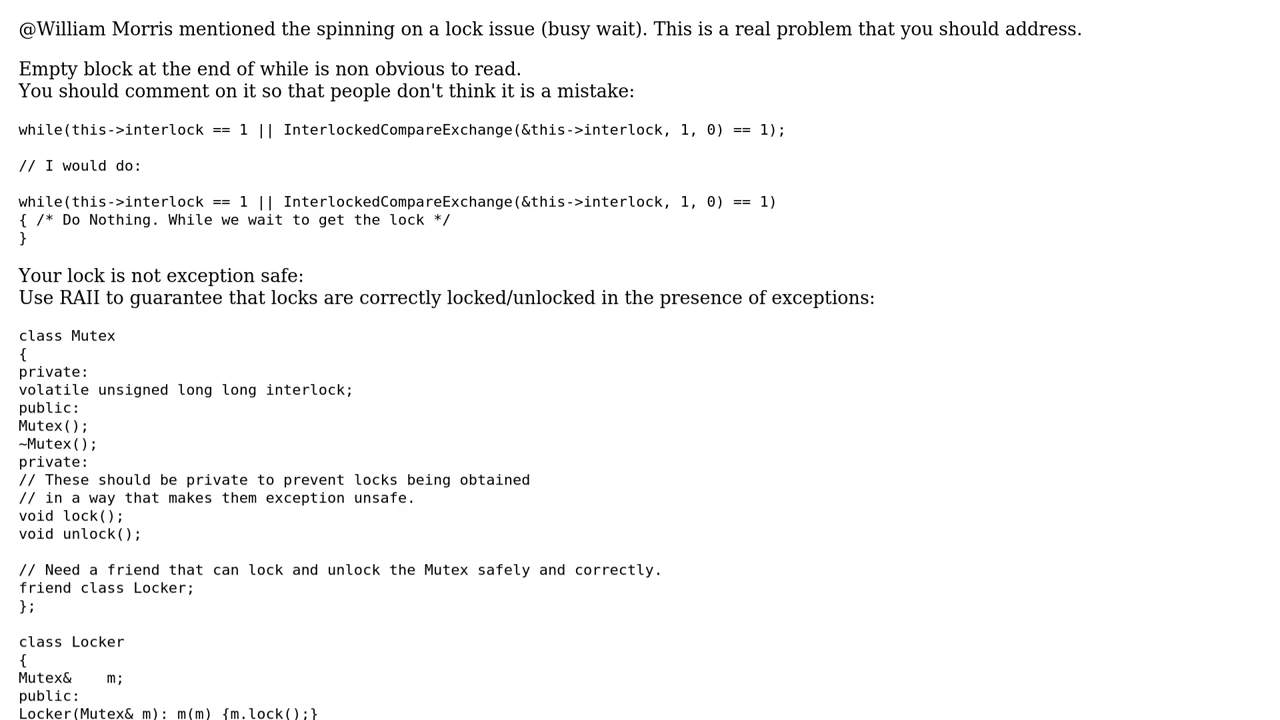 @William Morris mentioned the spinning on a lock issue (busy wait). This is a real problem that you should address.
Empty block at the end of while is non obvious to read.
You should comment on it so that people don't think it is a mistake:
while(this->interlock == 1 || InterlockedCompareExchange(&this->interlock, 1, 0) == 1);
// I would do:
while(this->interlock == 1 || InterlockedCompareExchange(&this->interlock, 1, 0) == 1)
{ /* Do Nothing. While we wait to get the lock */
}
Your lock is not exception safe:
Use RAII to guarantee that locks are correctly locked/unlocked in the presence of exceptions:
class Mutex
{
private:
volatile unsigned long long interlock;
public:
Mutex();
~Mutex();
private:
// These should be private to prevent locks being obtained
// in a way that makes them exception unsafe.
void lock();
void unlock();
// Need a friend that can lock and unlock the Mutex safely and correctly.
friend class Locker;
};
class Locker
{
Mutex&    m;
public:
Locker(Mutex& m): m(m) {m.lock();}